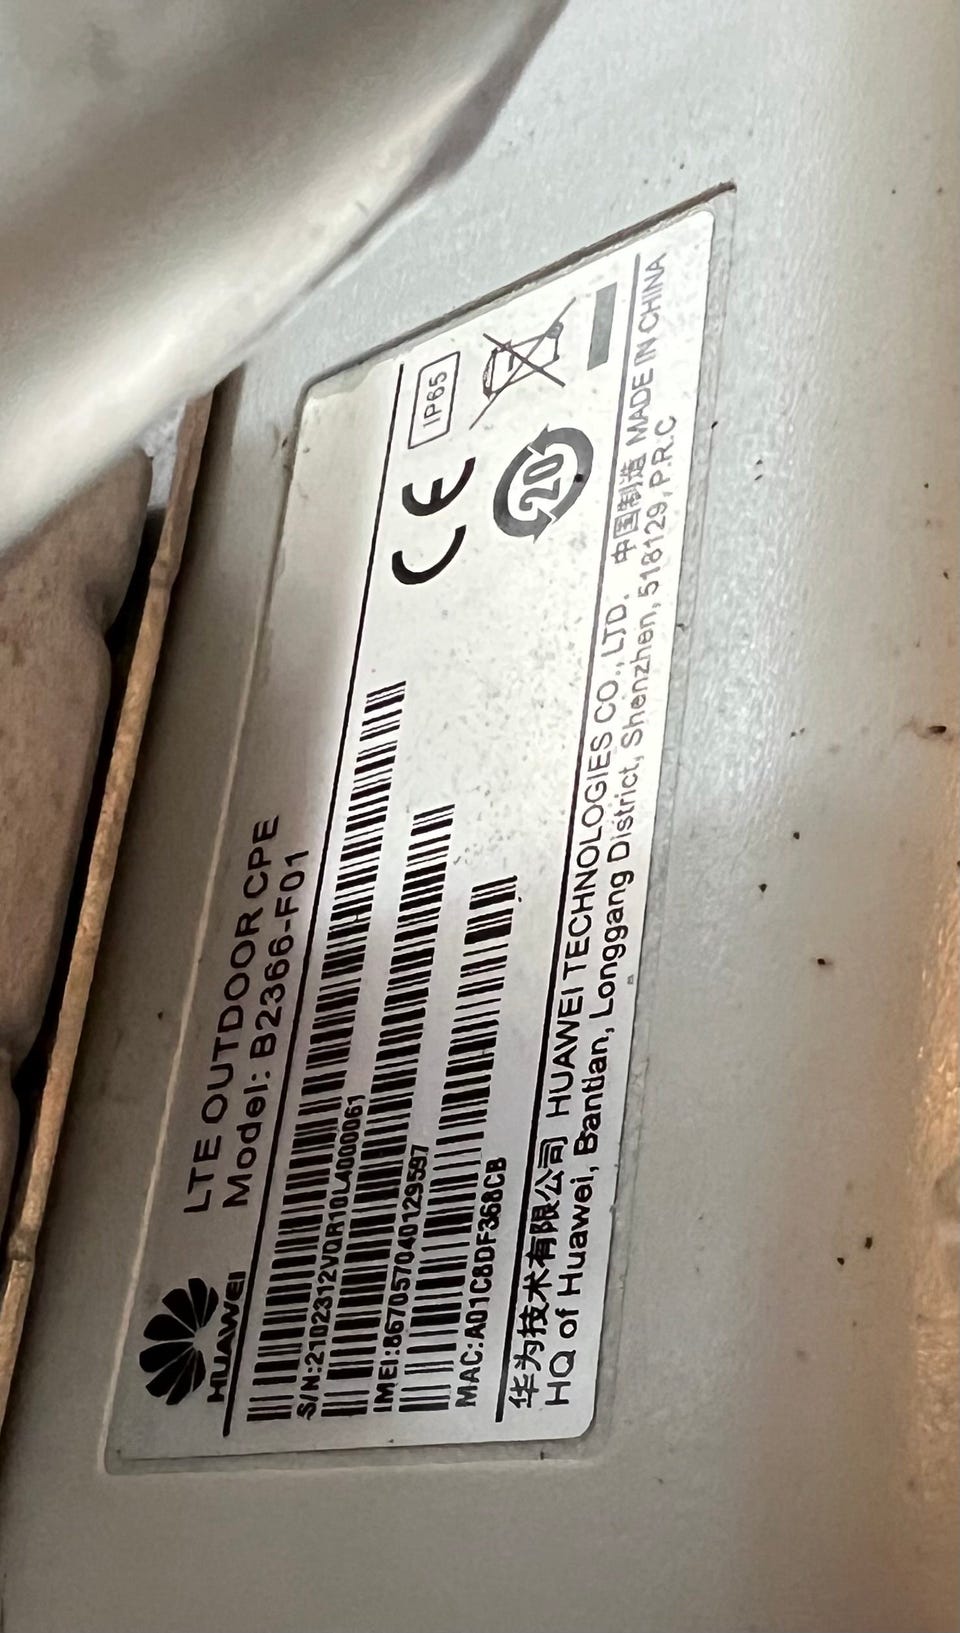 HUAWEI
LTE OUTDOOR CPE
Model: B2366-F01
S/N:2102312VQR10L4000061
IMEI:867057040129597
MAC:A01C8DF368CB
CE
IP65
20
华为技术有限公司 HUAWEI TECHNOLOGIES CO., LTD. 中国制造 MADE IN CHINA
HQ of Huawei, Bantian, Longgang District, Shenzhen, 518129, P.R.C